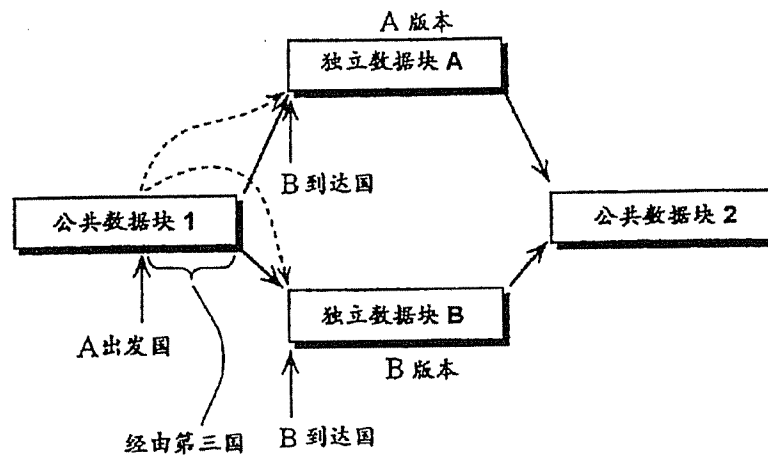 A 版本
独立数据块 A
B 到达国
公共数据块 1
公共数据块 2
独立数据块 B
A出发国
B 版本
经由第三国
B 到达国